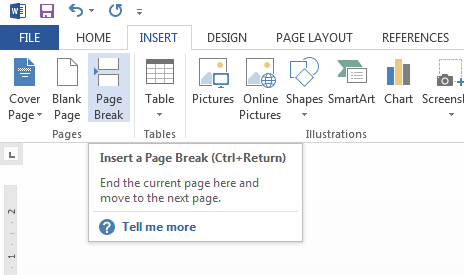 FILE HOME INSERT DESIGN PAGE LAYOUT REFERENCES
Cover Blank Page Table Pictures Online Shapes SmartArt Chart Screensh
Page Page Break Pictures
Pages Tables Illustrations
Insert a Page Break (Ctrl+Return)
End the current page here and
move to the next page.
? Tell me more
L
2
1